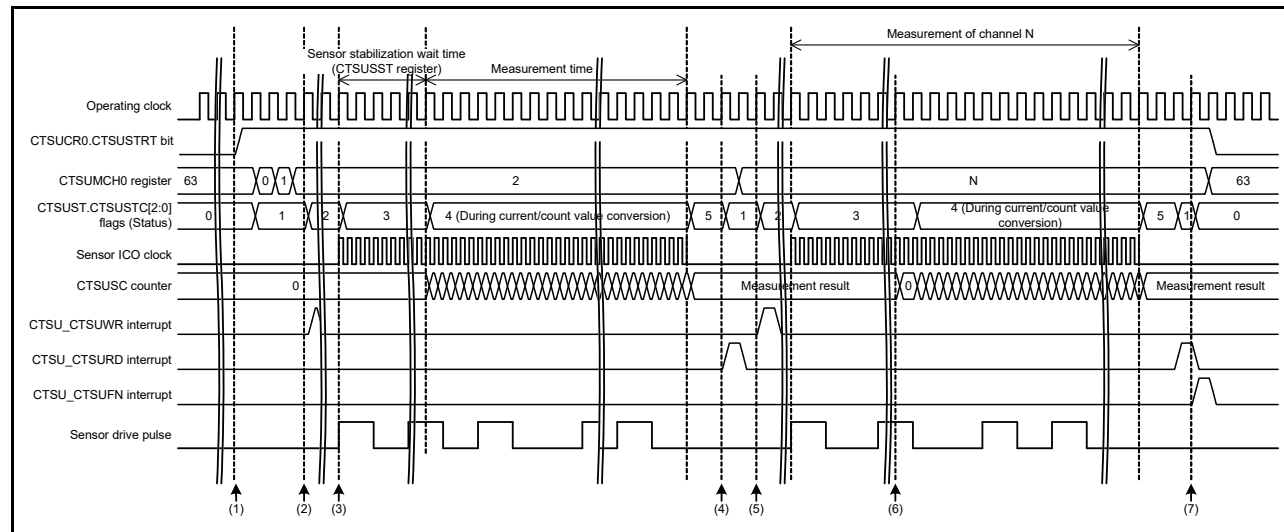 Measurement of channel N
Sensor stabilization wait time
(CTSUSST register)
Measurement time
Operating clock
CTSUCR0.CTSUSTRT bit
CTSUMCH0 register
63
0
1
2
N
63
CTSUST.CTSUSTC[2:0]
flags (Status)
0
1
2
3
4 (During current/count value conversion)
5
1
2
3
4 (During current/count value
conversion)
5
1
0
Sensor ICO clock
CTSUSC counter
0
Measurement result
0
Measurement result
CTSU_CTSUWR interrupt
CTSU_CTSURD interrupt
CTSU_CTSUFN interrupt
Sensor drive pulse
(1)
(2)
(3)
(4)
(5)
(6)
(7)